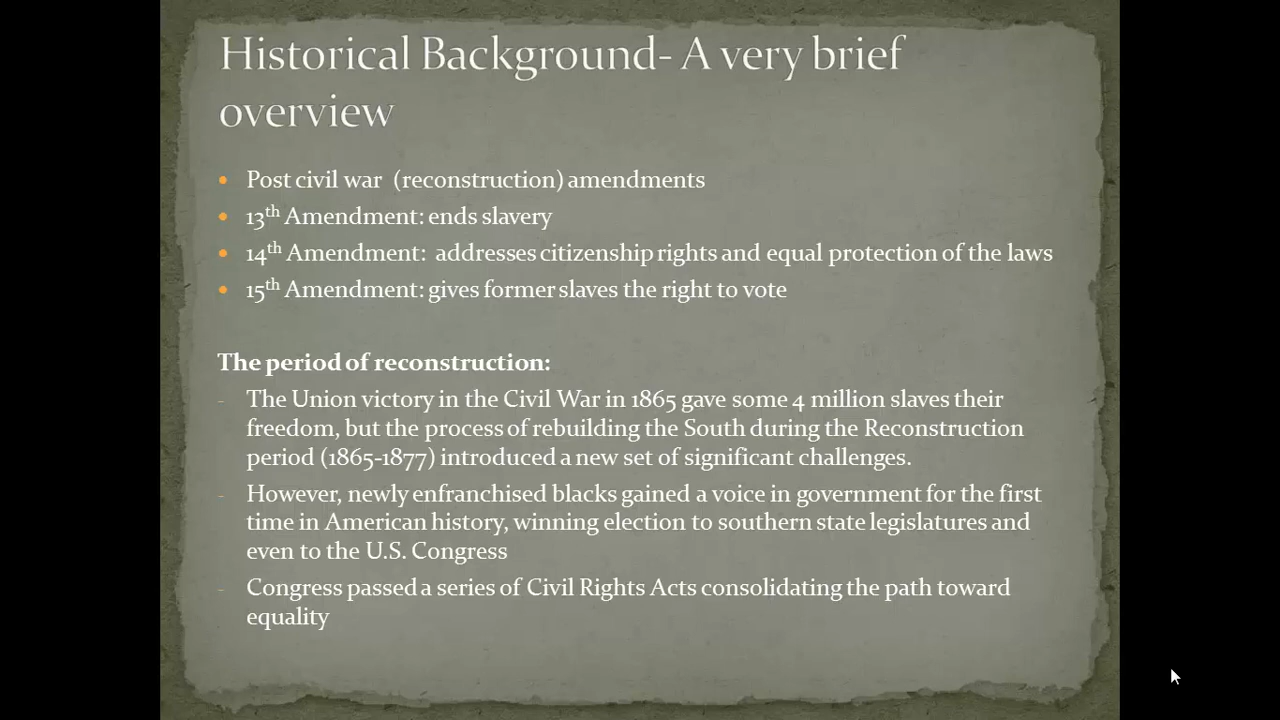 Historical Background- A very brief
overview
• Post civil war (reconstruction) amendments
• 13th Amendment: ends slavery
• 14th Amendment: addresses citizenship rights and equal protection of the laws
• 15th Amendment: gives former slaves the right to vote
The period of reconstruction:
- The Union victory in the Civil War in 1865 gave some 4 million slaves their
freedom, but the process of rebuilding the South during the Reconstruction
period (1865-1877) introduced a new set of significant challenges.
- However, newly enfranchised blacks gained a voice in government for the first
time in American history, winning election to southern state legislatures and
even to the U.S. Congress
- Congress passed a series of Civil Rights Acts consolidating the path toward
equality